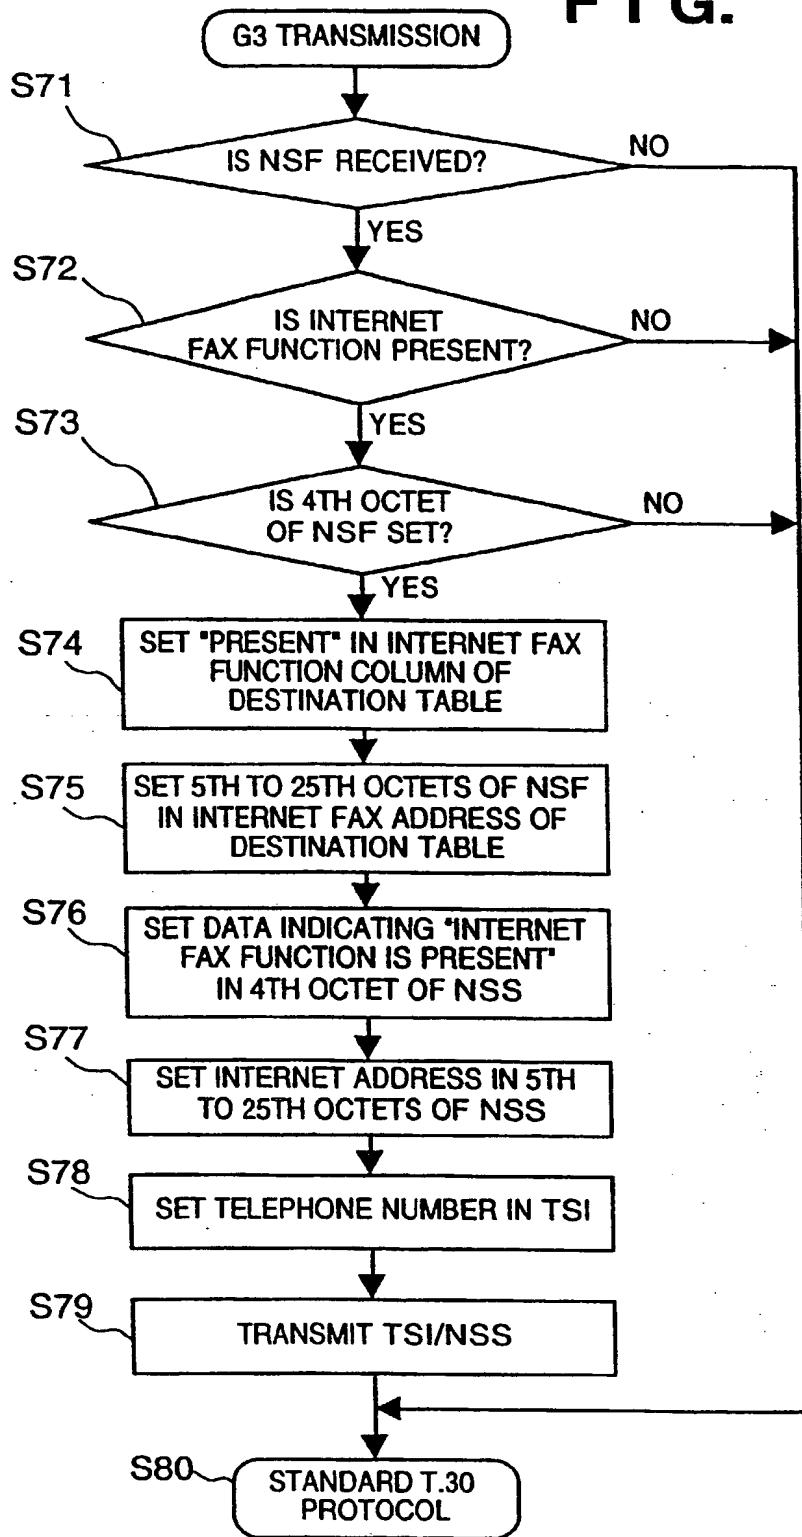 FIG.
G3 TRANSMISSION
S71
IS NSF RECEIVED?
NO
YES
S72
IS INTERNET
FAX FUNCTION PRESENT?
NO
YES
S73
IS 4TH OCTET
OF NSF SET?
NO
YES
S74
SET "PRESENT" IN INTERNET FAX
FUNCTION COLUMN OF
DESTINATION TABLE
S75
SET 5TH TO 25TH OCTETS OF NSF
IN INTERNET FAX ADDRESS OF
DESTINATION TABLE
S76
SET DATA INDICATING "INTERNET
FAX FUNCTION IS PRESENT"
IN 4TH OCTET OF NSS
S77
SET INTERNET ADDRESS IN 5TH
TO 25TH OCTETS OF NSS
S78
SET TELEPHONE NUMBER IN TSI
S79
TRANSMIT TSI/NSS
S80
STANDARD T.30
PROTOCOL